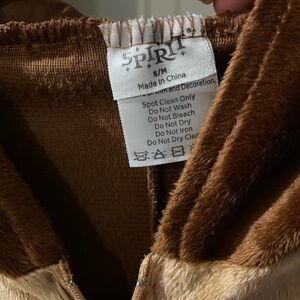 SPIRIT
S/M
Made in China
Trim and Decoration
Spot Clean Only
Do Not Wash
Do Not Bleach
Do Not Dry
Do Not Iron
Do Not Dry Clean